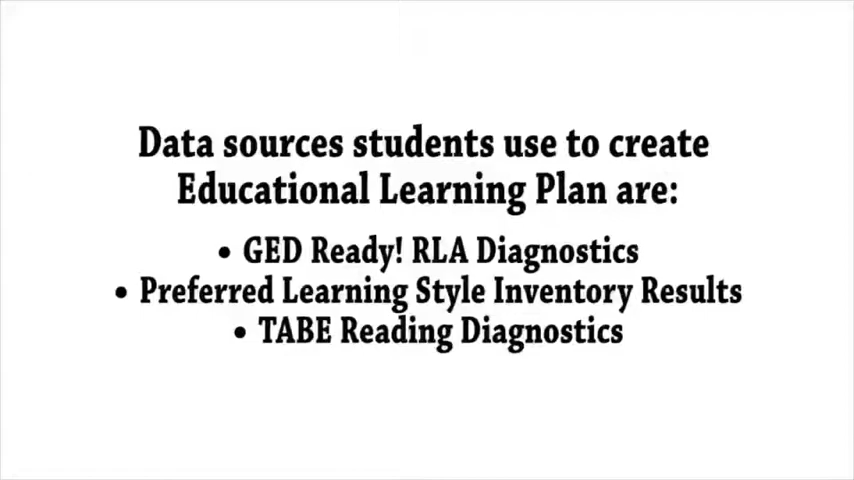 Data sources students use to create
Educational Learning Plan are:
• GED Ready! RLA Diagnostics
• Preferred Learning Style Inventory Results
• TABE Reading Diagnostics